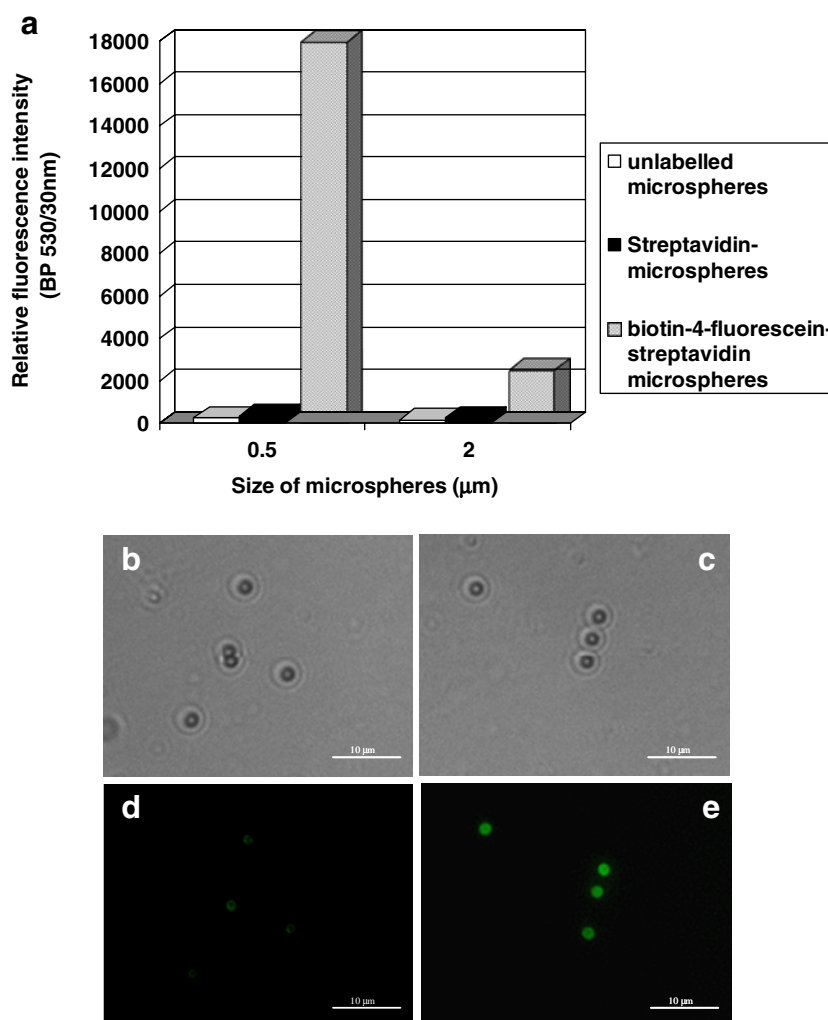 a
18000
16000
14000
12000
10000
8000
6000
4000
2000
0
Relative fluorescence intensity
(BP 530/30nm)
0.5
2
Size of microspheres (μm)
unlabelled
microspheres
Streptavidin-
microspheres
biotin-4-fluorescein-
streptavidin
microspheres
b
10 μm
c
10 μm
d
10 μm
e
10 μm